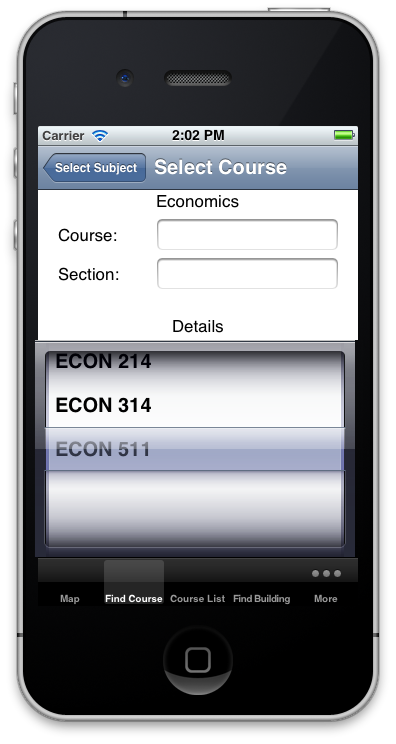 Carrier 2:02 PM
Select Subject Select Course
Economics
Course:
Section:
Details
ECON 214
ECON 314
ECON 511
Map Find Course Course List Find Building More